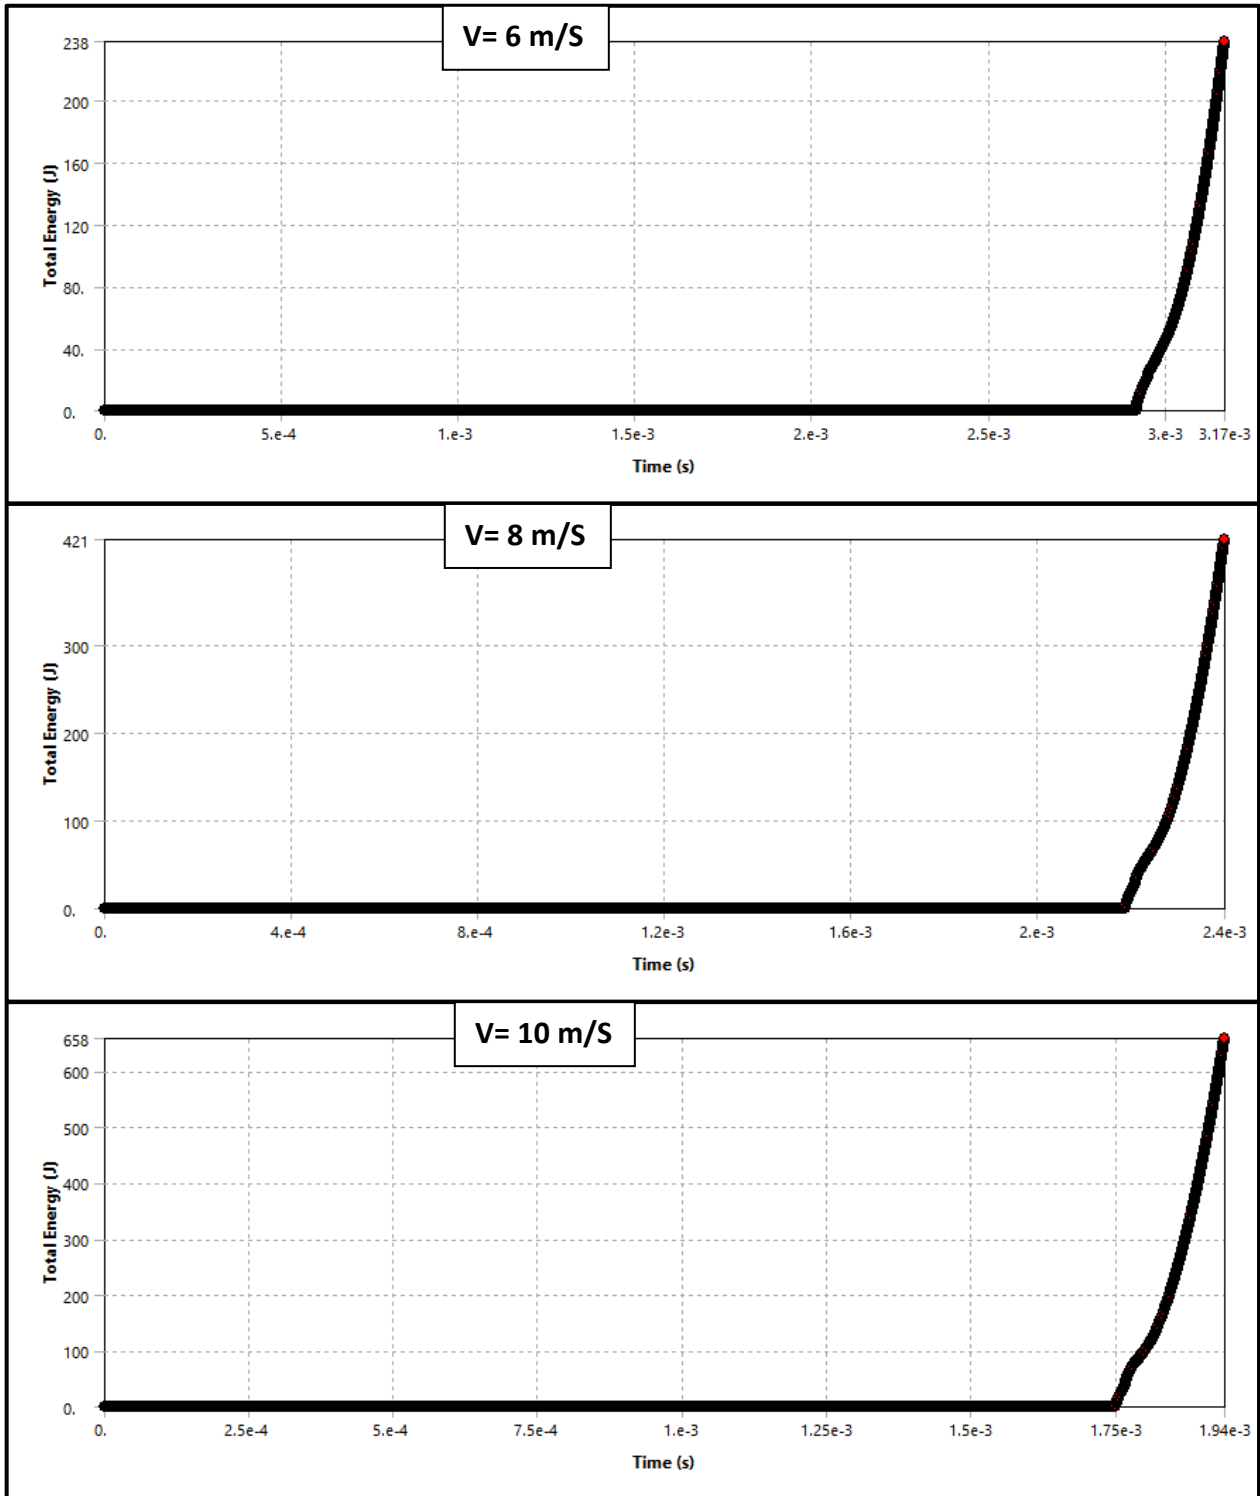 V= 6 m/S
238
200
160
120
80.
40.
0.
Total Energy (J)
0. 5.e-4 1.e-3 1.5e-3 2.e-3 2.5e-3 3.e-3 3.17e-3
Time (s)
V= 8 m/S
421
300
200
100
0.
Total Energy (J)
0. 4.e-4 8.e-4 1.2e-3 1.6e-3 2.e-3 2.4e-3
Time (s)
V= 10 m/S
658
600
500
400
300
200
100
0.
Total Energy (J)
0. 2.5e-4 5.e-4 7.5e-4 1.e-3 1.25e-3 1.5e-3 1.75e-3 1.94e-3
Time (s)